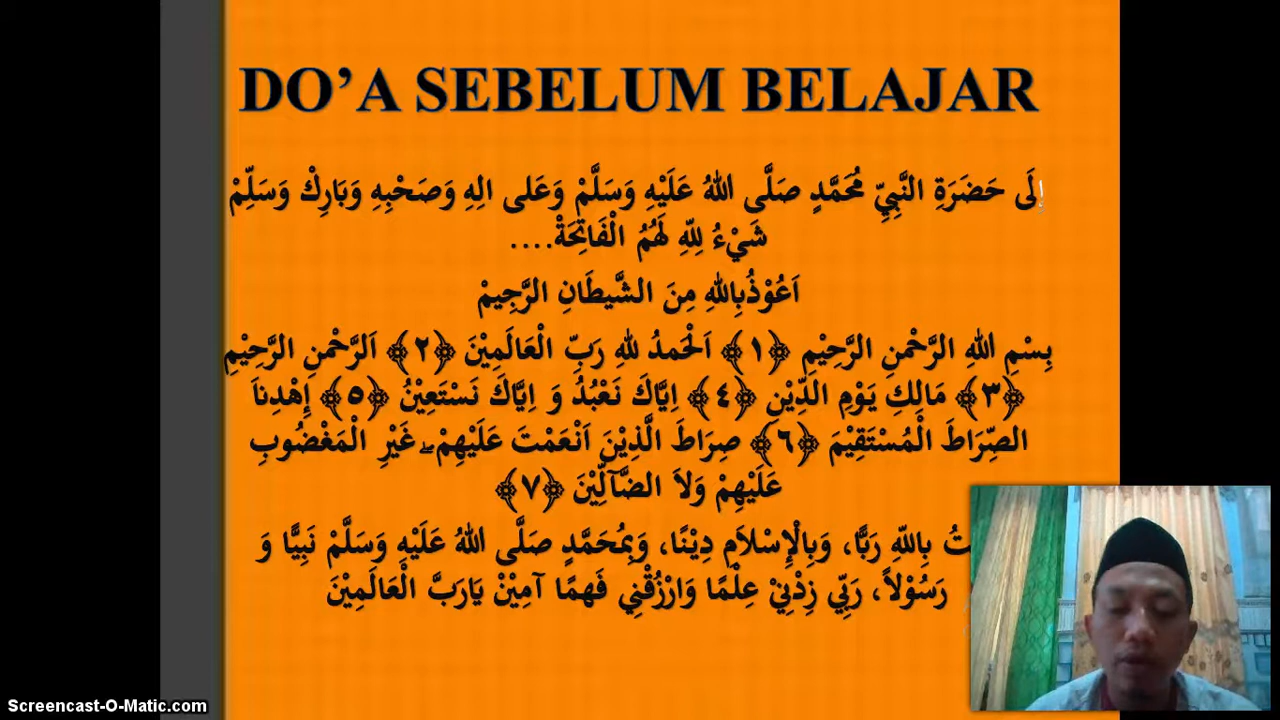 DO’A SEBELUM BELAJAR
إِلَى حَضَرَةِ النَّبِيِّ مُحَمَّدٍ صَلَّى اللهُ عَلَيْهِ وَسَلَّمْ وَعَلى الِهِ وَصَحْبِهِ وَبَارِكْ وَسَلِّمْ
شَيْءُ لِلّهِ لَهُمُ الْفَاتِحَةْ....
اَعُوْذُبِاللهِ مِنَ الشَّيطَانِ الرَّجِيمْ
بِسْمِ اللهِ الرَّحْمنِ الرَّحِيْمِ ﴿١﴾ اَلْحَمدُ للهِ رَبِّ الْعَالَمِيْنَ ﴿٢﴾ اَلرَّحْمنِ الرَّحِيْمِ
﴿٣﴾ مَالِكِ يَوْمِ الدِّيْنِ ﴿٤﴾ اِيَّاكَ نَعْبُدُ وَ اِيَّاكَ نَسْتَعِيْنُ ﴿٥﴾ إِهْدِنَا
الصِّرَاطَ الْمُسْتَقِيْمَ ﴿٦﴾ صِرَاطَ الَّذِيْنَ اَنْعَمْتَ عَلَيْهِمْ غَيْرِ الْمَغْضُوبِ
عَلَيْهِمْ وَلاَ الضَّآلِّيْنَ ﴿٧﴾
بِاللّهِ رَبًّا، وَبِالْإِسْلاَمِ دِيْنًا، وَبِمُحَمَّدٍ صَلَّى اللهُ عَلَيْهِ وَسَلَّمْ نَبِيًّا وَ
رَسُوْلاً، رَبِّي زِدْنِيْ عِلْمًا وَارْزُقْنِي فَهمًا آمِيْنْ يَارَبَّ الْعَالَمِيْنَ
Screencast-O-Matic.com